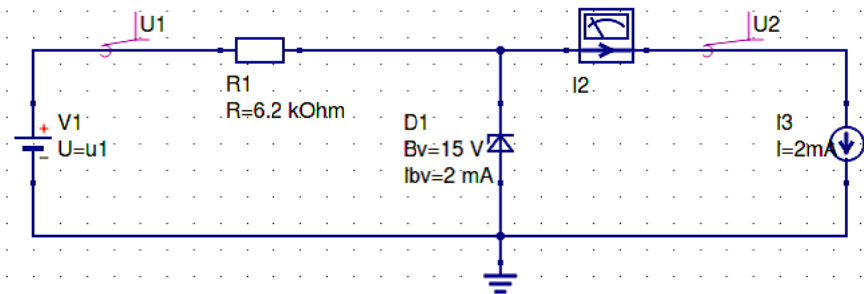 U1
U2
R1
R=6.2 kOhm
I2
V1
U=u1
D1
Bv=15 V
Ibv=2 mA
I3
I=2mA
+
−